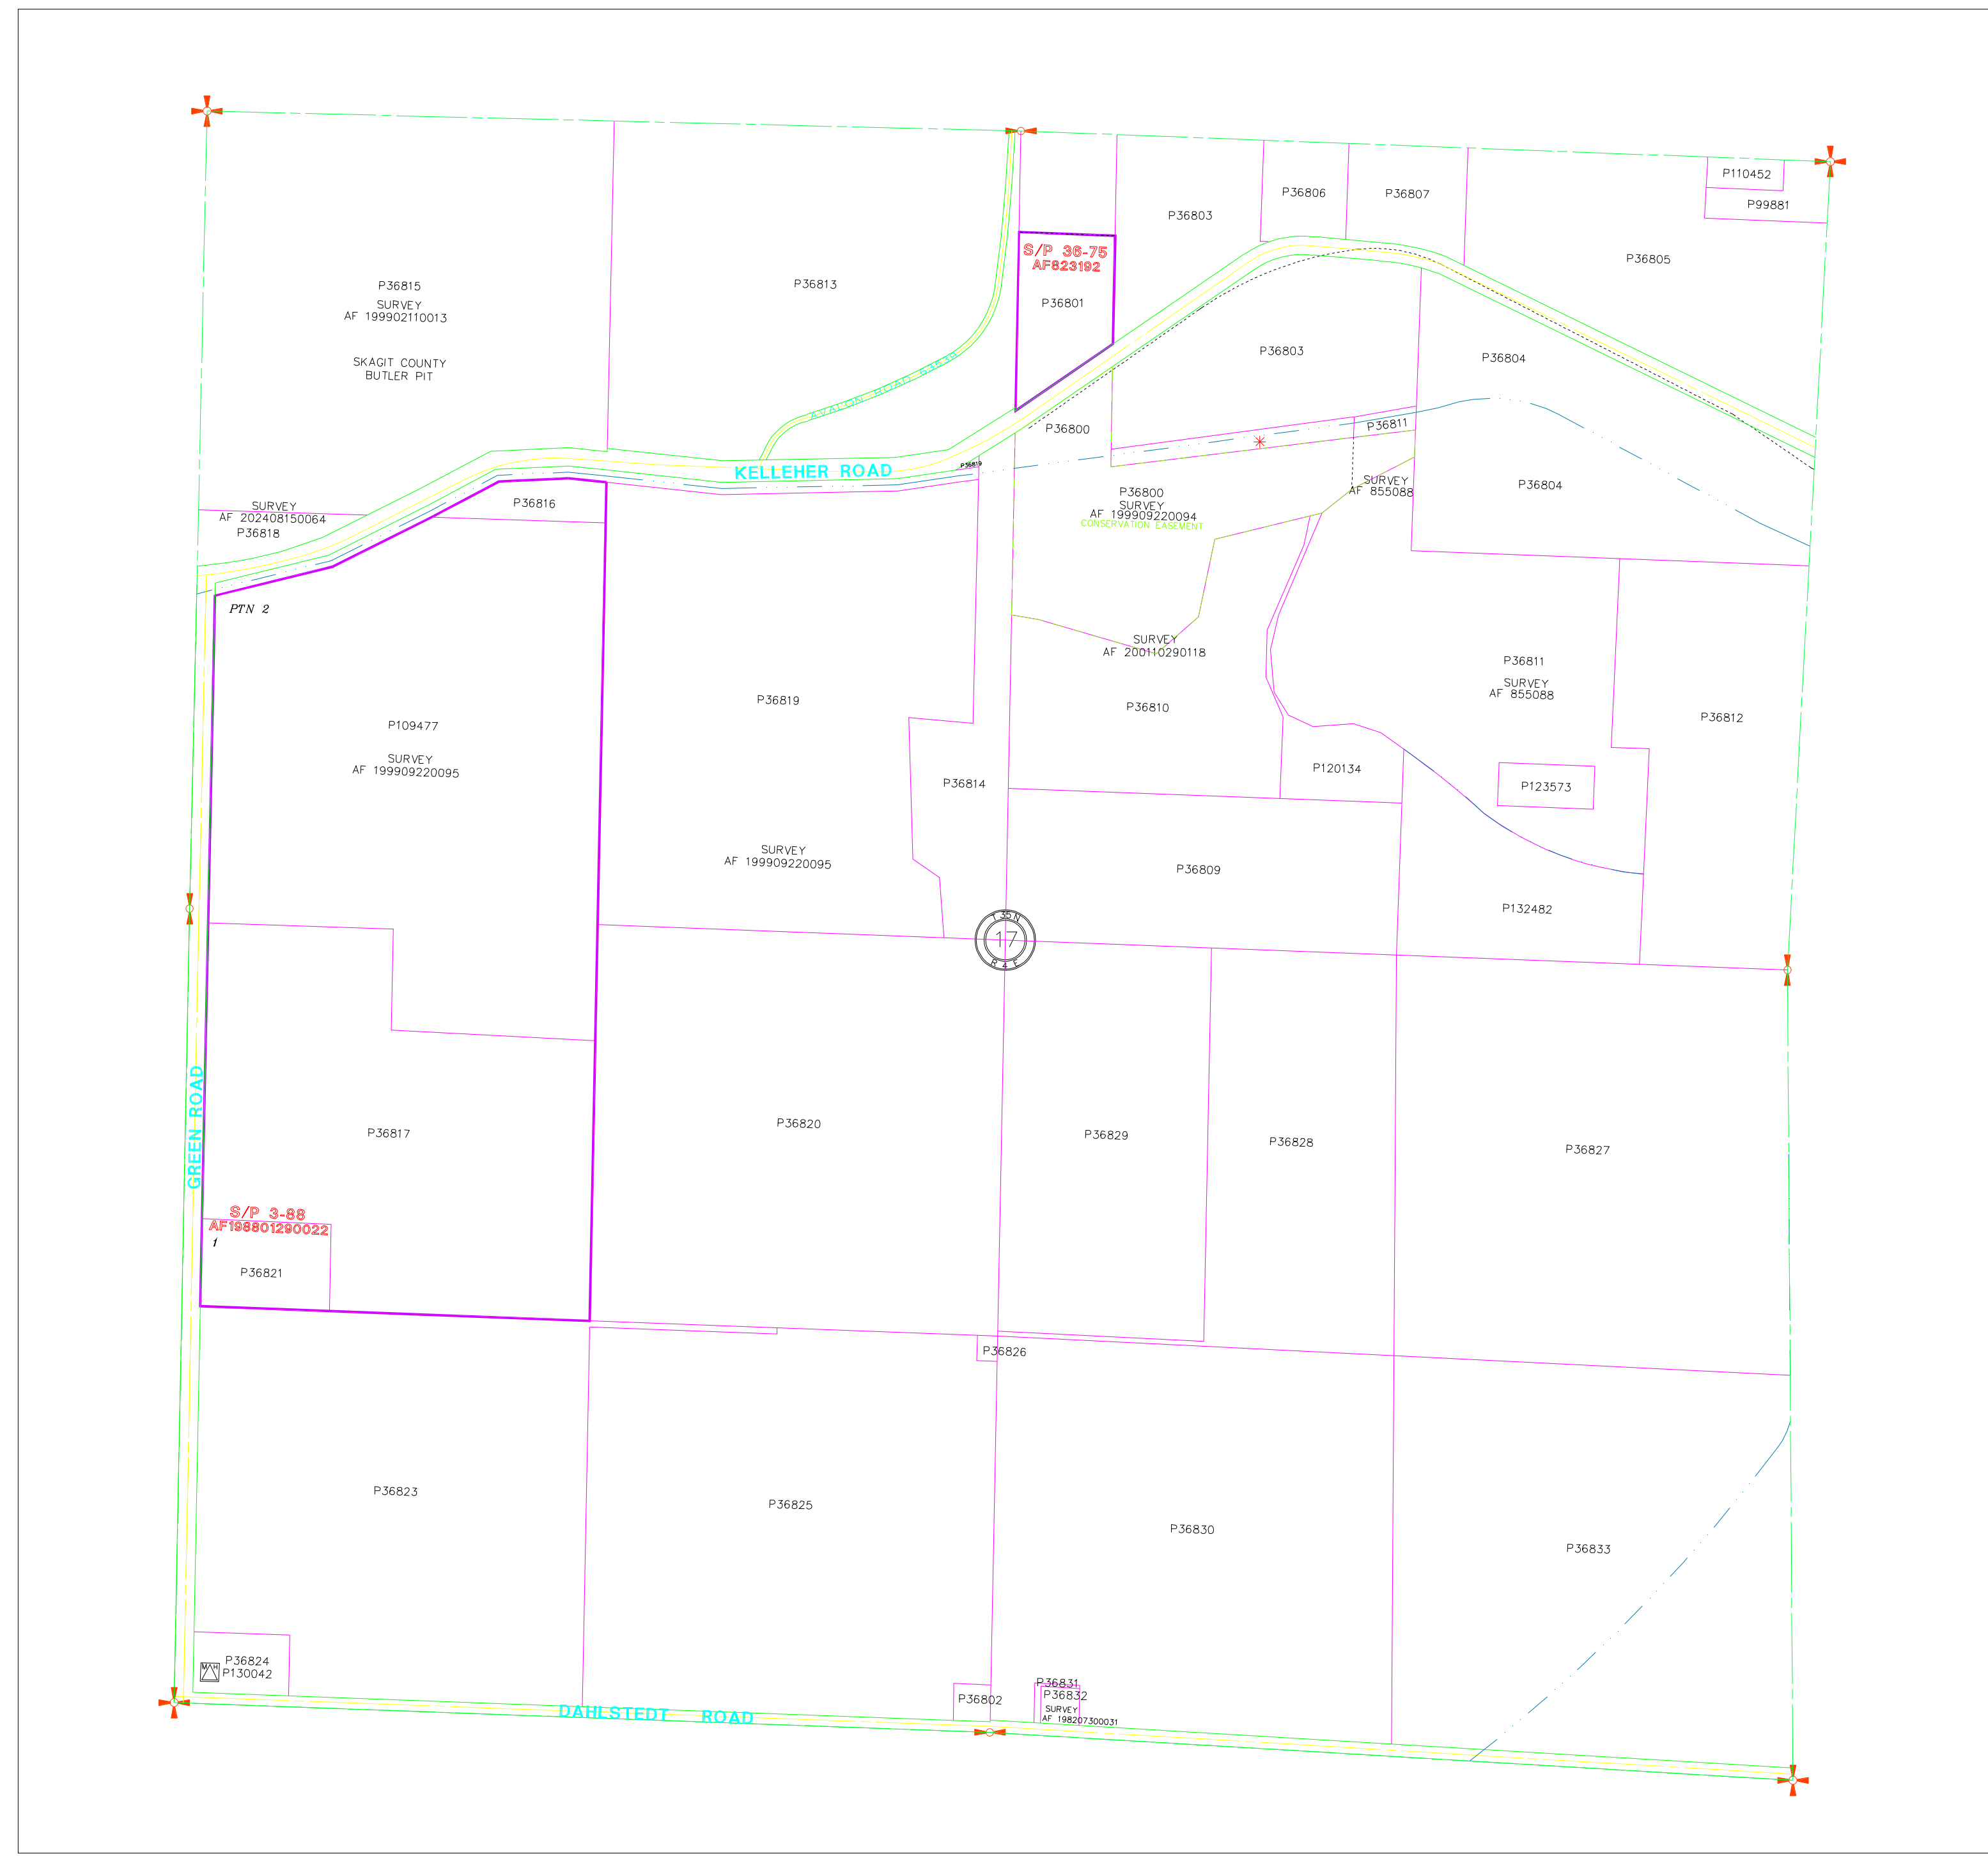 P110452
P99881
P36806
P36807
P36803
P36805
S/P 36-75
AF823192
P36801
P36815
SURVEY
AF 199902110013
SKAGIT COUNTY
BUTLER PIT
P36813
P36803
P36804
P36800
P36811
KELLEHER ROAD
P36819
P36804
SURVEY
AF 855088
P36800
SURVEY
AF 199909220094
CONSERVATION EASEMENT
P36816
SURVEY
AF 202408150064
P36818
PTN 2
SURVEY
AF 200110290118
P36811
SURVEY
AF 855088
P36819
P36810
P36812
P109477
SURVEY
AF 199909220095
P120134
P36814
P123573
SURVEY
AF 199909220095
P36809
P132482
T35N
17
R 4 E
GREEN ROAD
P36817
P36820
P36829
P36828
P36827
S/P 3-88
AF198801290022
1
P36821
P36826
P36823
P36825
P36830
P36833
P36824
P130042
M H
P36802
P36831
P36832
SURVEY
AF 198207300031
DAHLSTEDT ROAD